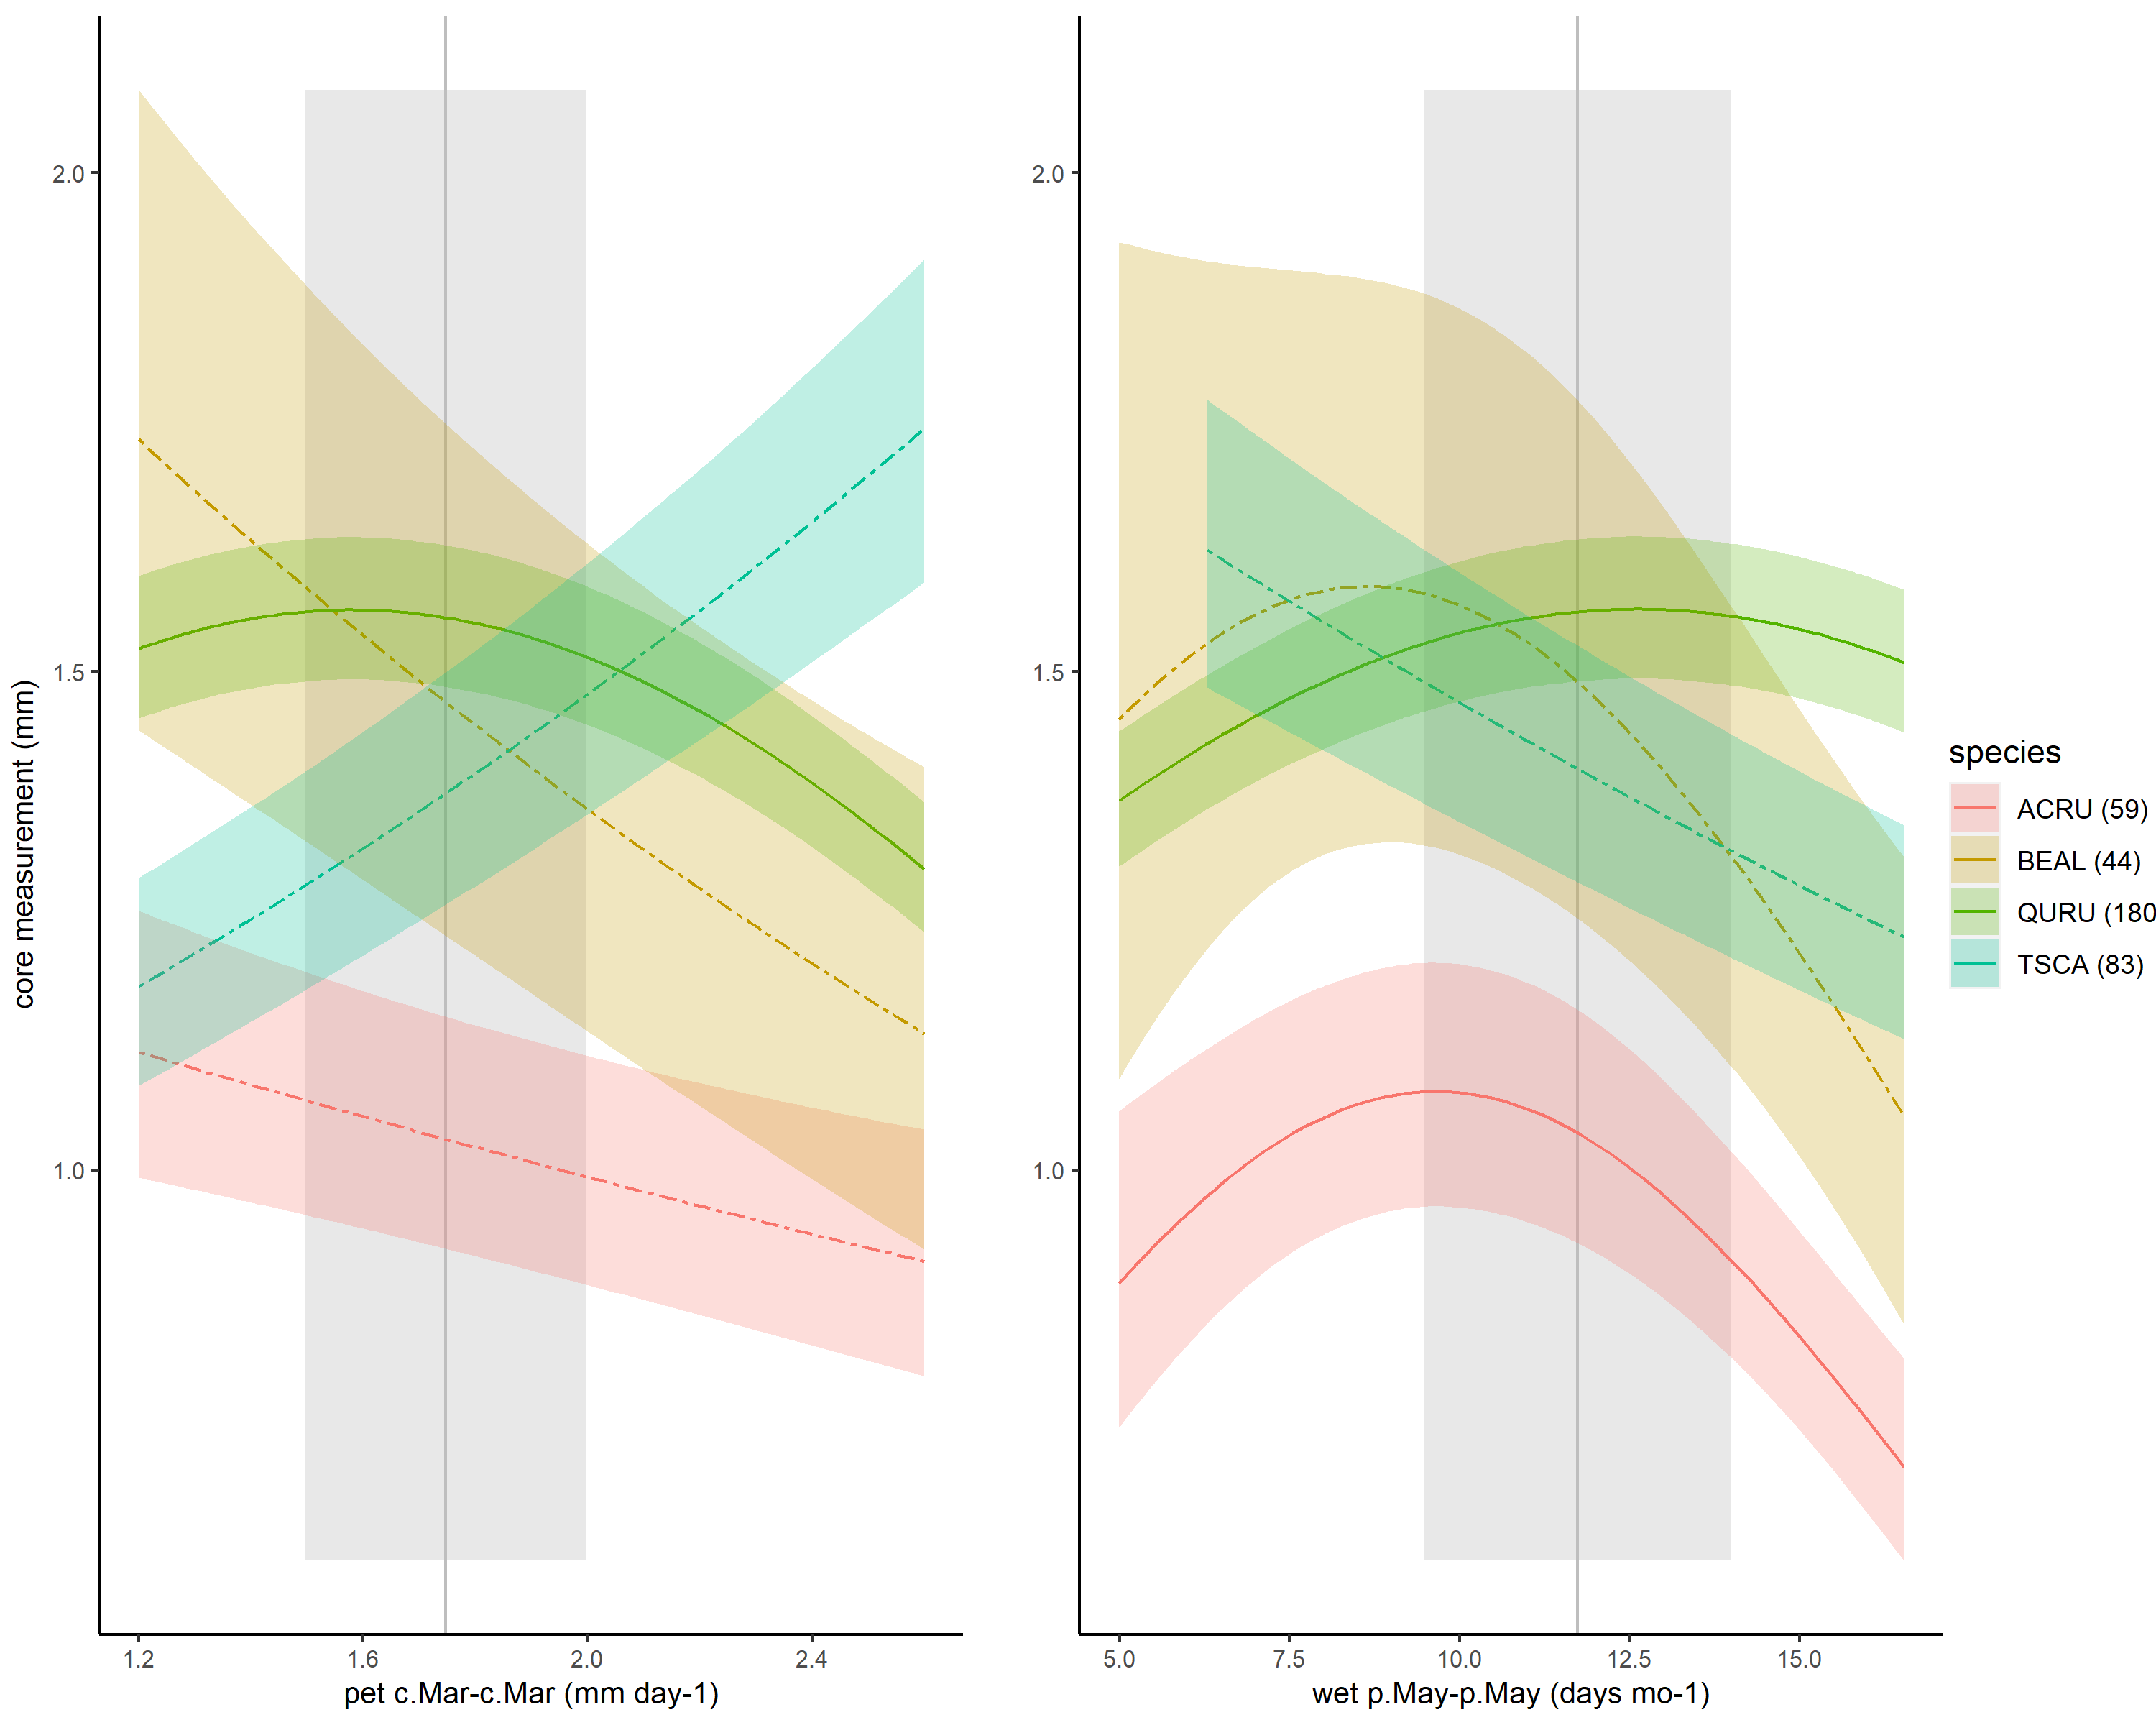 core measurement (mm)
2.0
1.5
1.0
1.2 1.6 2.0 2.4
pet c.Mar-c.Mar (mm day-1)
2.0
1.5
1.0
5.0 7.5 10.0 12.5 15.0
wet p.May-p.May (days mo-1)
species
ACRU (59)
BEAL (44)
QURU (180
TSCA (83)